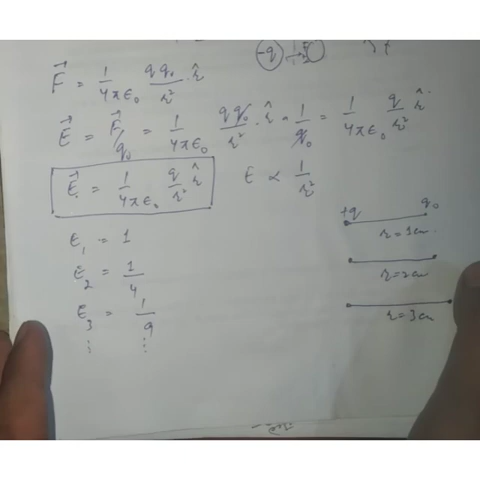 -q
F⃗ = 1/4πε₀ qq₀/r² · r̂
E⃗ = F⃗/q₀ = 1/4πε₀ qq₀/r² · r̂ × 1/q₀ = 1/4πε₀ q/r² r̂
E⃗ = 1/4πε₀ q/r² r̂ E ∝ 1/r²
+q q₀
r=1cm.
E₁ = 1
r=2cm
E₂ = 1/4
r=3cm
E₃ = 1/9
⋮ ⋮